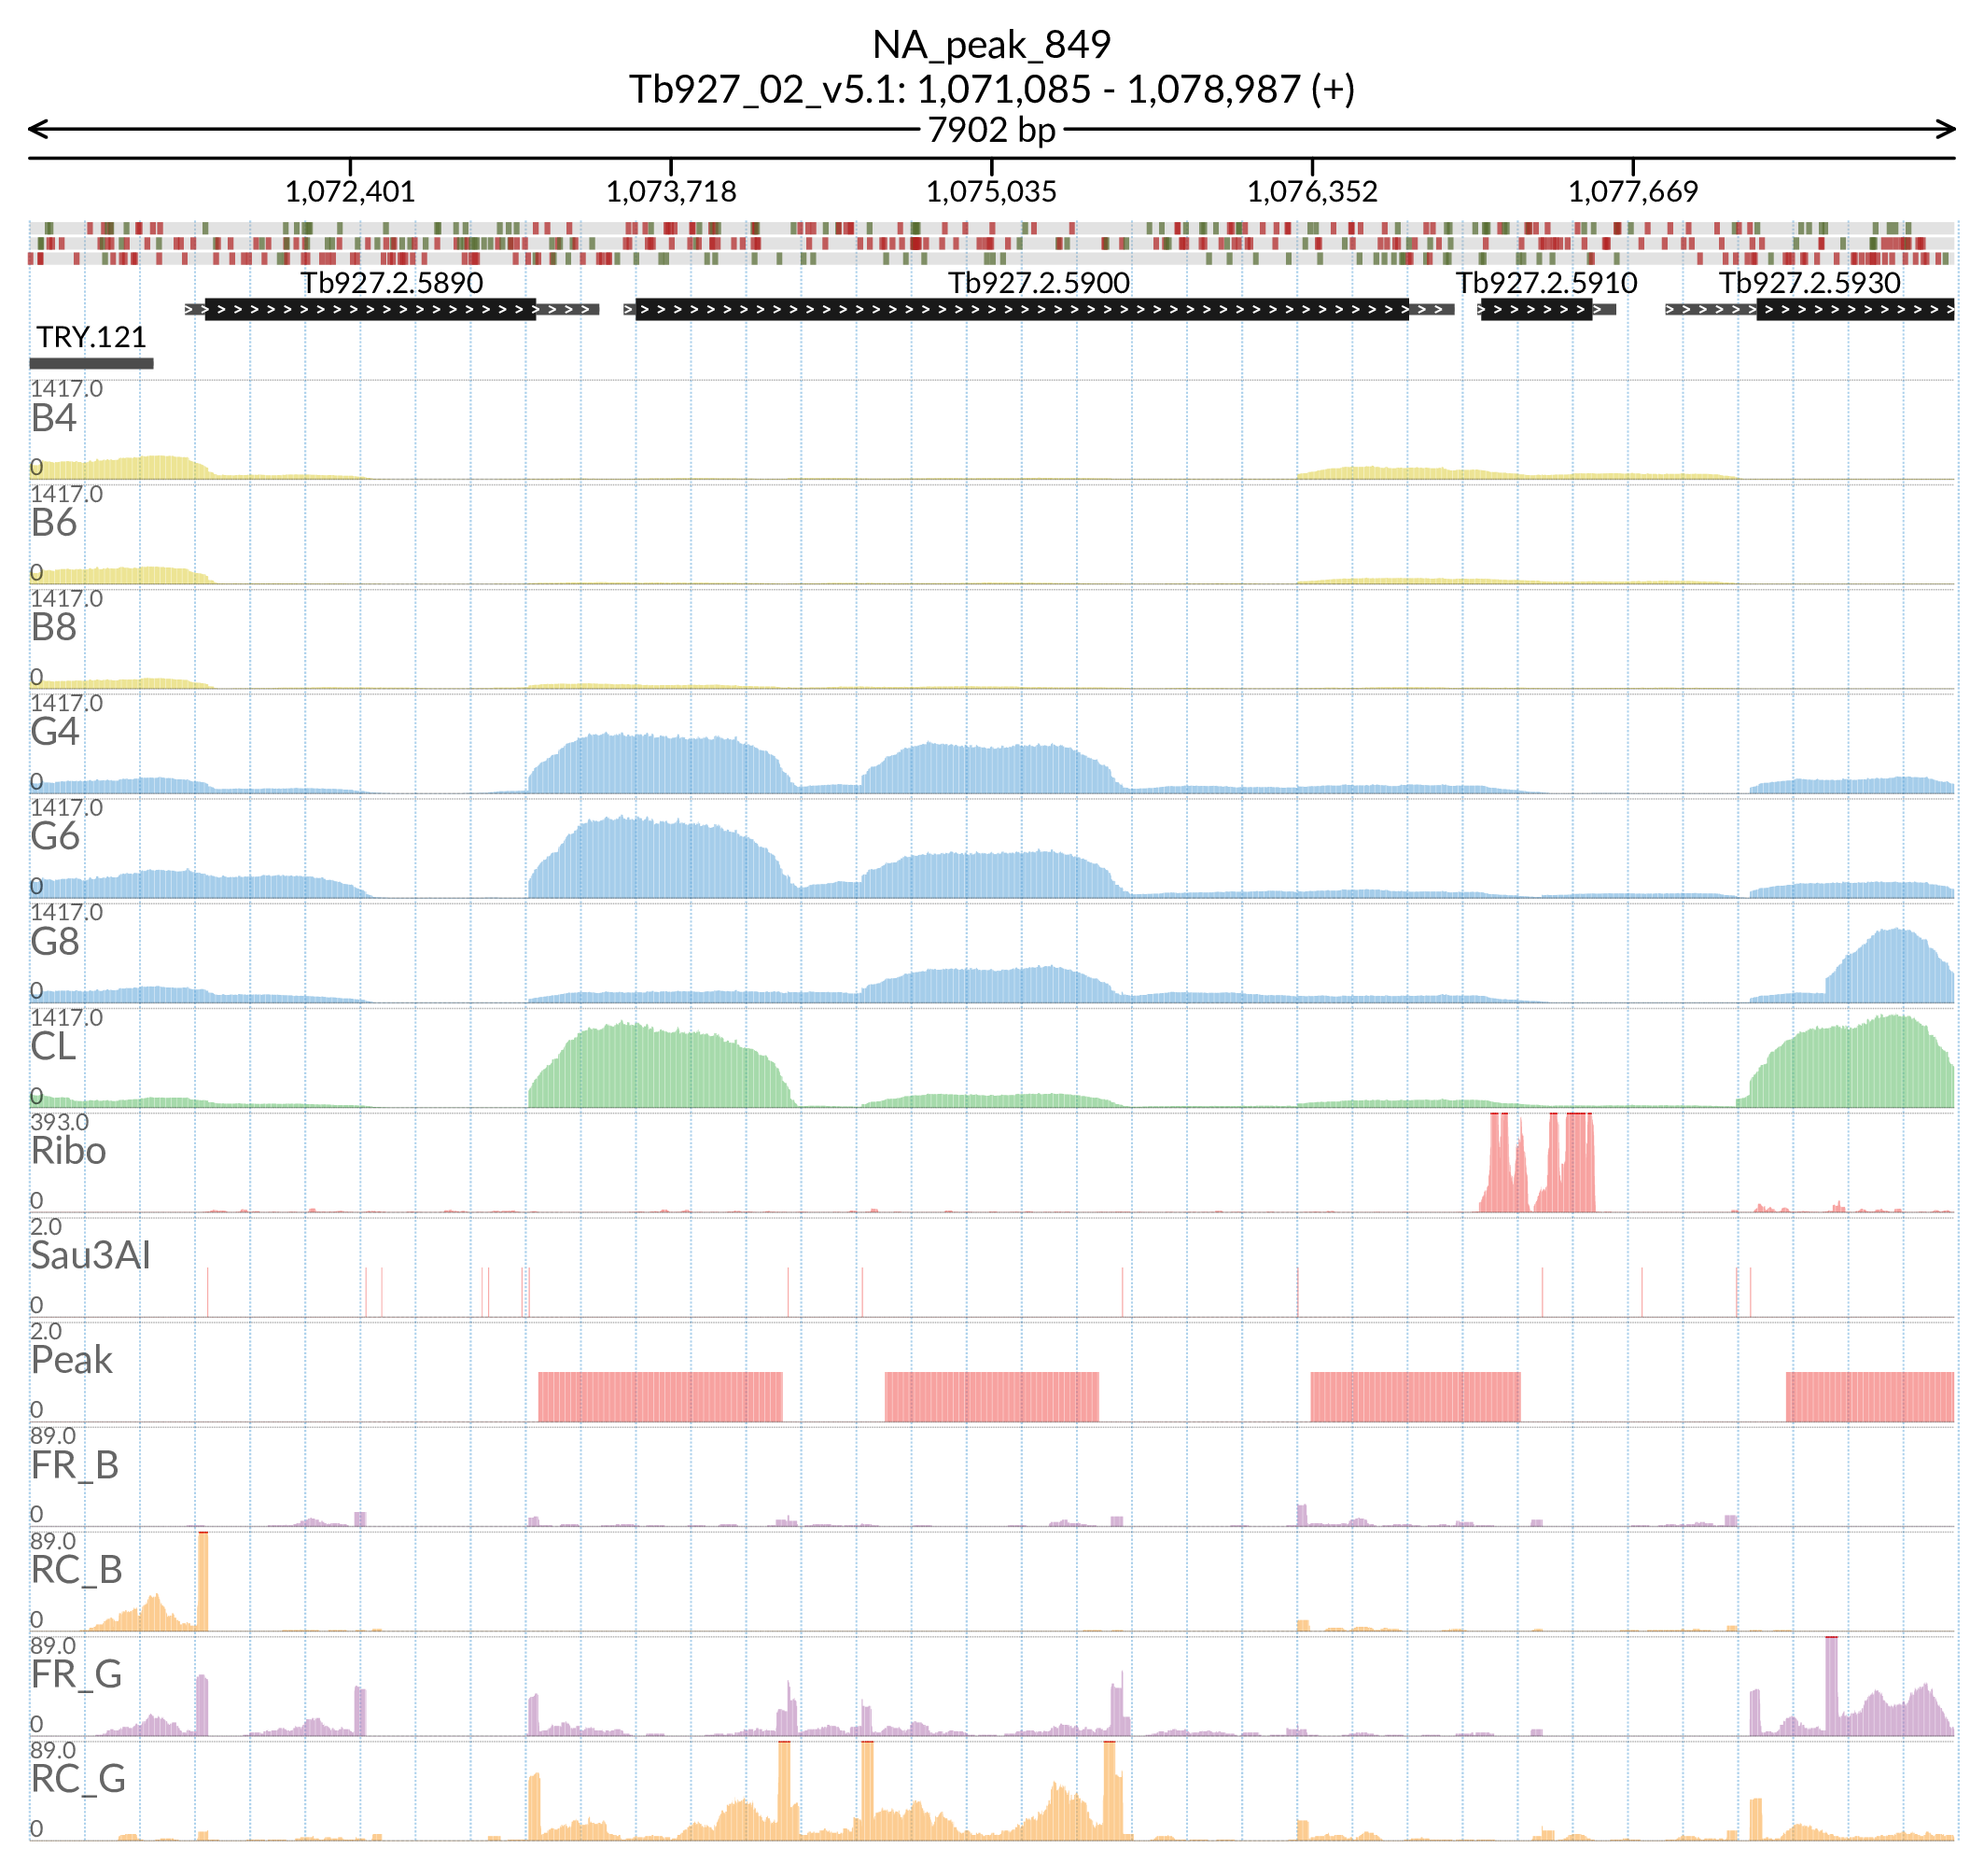 NA_peak_849
Tb927_02_v5.1: 1,071,085 - 1,078,987 (+)
7902 bp
1,072,401 1,073,718 1,075,035 1,076,352 1,077,669
Tb927.2.5890 Tb927.2.5900 Tb927.2.5910 Tb927.2.5930
TRY.121
1417.0
B4
0
1417.0
B6
0
1417.0
B8
0
1417.0
G4
0
1417.0
G6
0
1417.0
G8
0
1417.0
CL
0
393.0
Ribo
0
2.0
Sau3AI
0
2.0
Peak
0
89.0
FR_B
0
89.0
RC_B
0
89.0
FR_G
0
89.0
RC_G
0